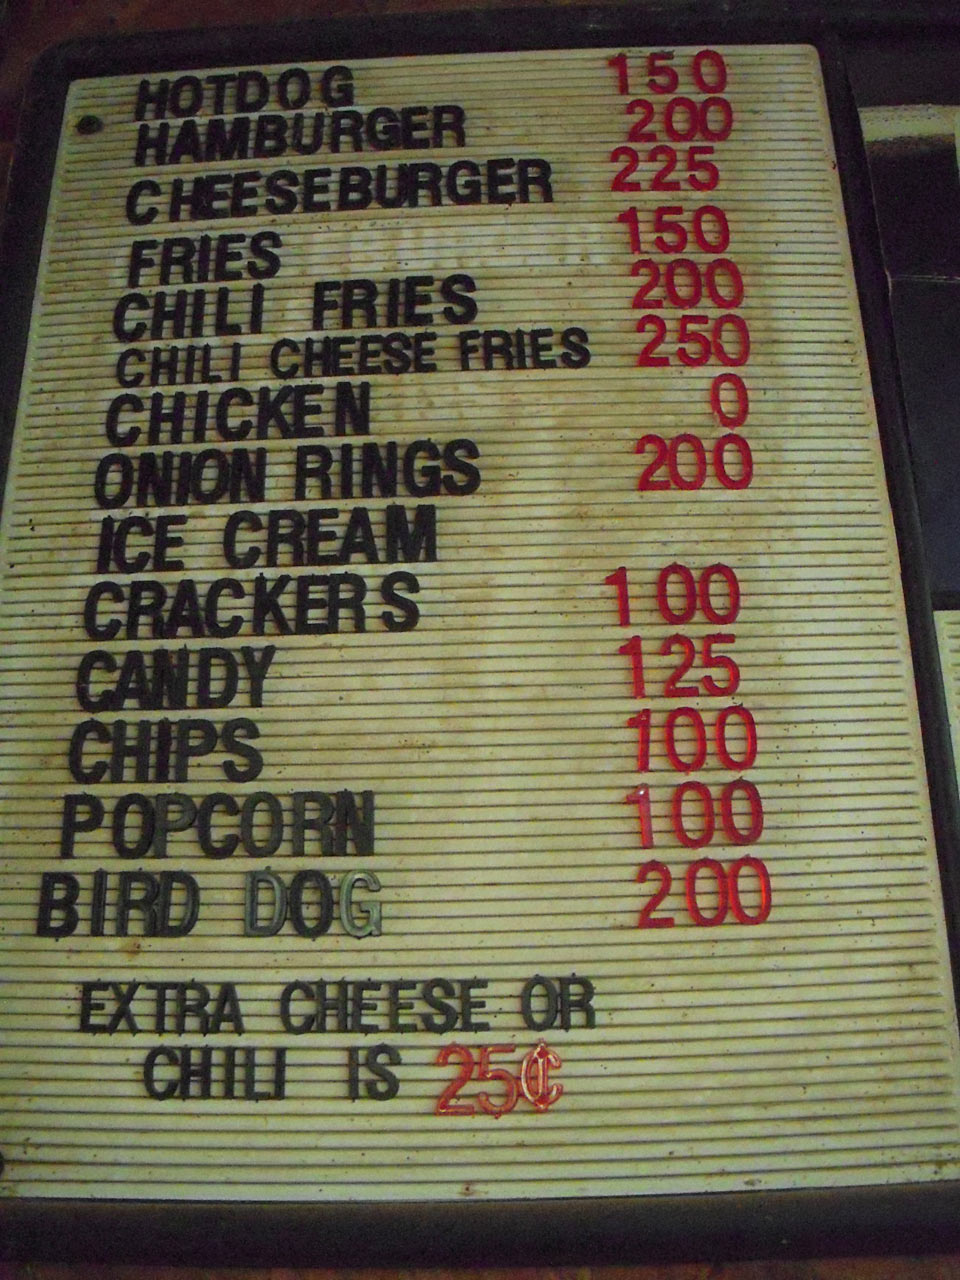 HOTDOG 150
HAMBURGER 200
CHEESEBURGER 225
FRIES 150
CHILI FRIES 200
CHILI CHEESE FRIES 250
CHICKEN 0
ONION RINGS 200
ICE CREAM
CRACKERS 100
CANDY 125
CHIPS 100
POPCORN 100
BIRD DOG 200
EXTRA CHEESE OR
CHILI IS 25¢